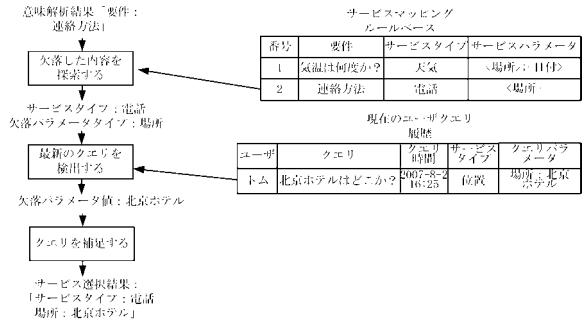 意味解析結果「要件：
連絡方法」
欠落した内容を
探索する
サービスタイプ：電話
欠落パラメータタイプ：場所
最新のクエリを
検出する
欠落パラメータ値：北京ホテル
クエリを補足する
サービス選択結果：
「サービスタイプ：電話
場所：北京ホテル」
サービスマッピング
ルールベース
番号 要件 サービスタイプ サービスパラメータ
1 気温は何度か？ 天気 <場所><日付>
2 連絡方法 電話 <場所>
現在のユーザクエリ
履歴
ユーザ クエリ クエリ時間 サービスタイプ クエリパラメータ
トム 北京ホテルはどこか？ 2007-8-2 16:25 位置 場所：北京ホテル